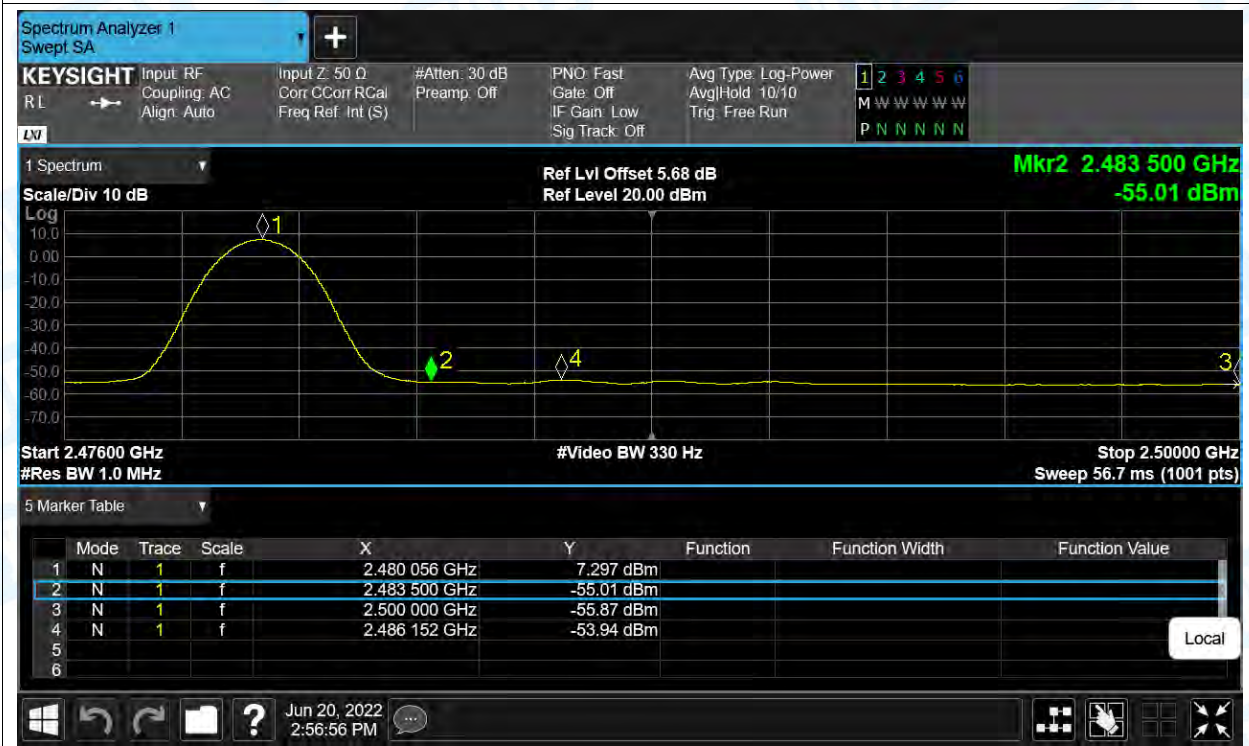 Spectrum Analyzer 1
Swept SA
+
KEYSIGHT Input: RF Input Z: 50 Ω #Atten: 30 dB PNO: Fast Avg Type: Log-Power 1 2 3 4 5 6
R L Coupling: AC Corr CCorr RCal Preamp: Off Gate: Off Avg|Hold: 10/10 M W W W W W
Align: Auto Freq Ref: Int (S) IF Gain: Low Trig: Free Run
LXI Sig Track: Off P N N N N N
1 Spectrum Ref Lvl Offset 5.68 dB Mkr2 2.483 500 GHz
Scale/Div 10 dB Ref Level 20.00 dBm -55.01 dBm
Log
10.0
0.00
-10.0
-20.0
-30.0
-40.0
-50.0
-60.0
-70.0
1
2
4
3
Start 2.47600 GHz #Video BW 330 Hz Stop 2.50000 GHz
#Res BW 1.0 MHz Sweep 56.7 ms (1001 pts)
5 Marker Table
Mode Trace Scale X Y Function Function Width Function Value
1 N 1 f 2.480 056 GHz 7.297 dBm
2 N 1 f 2.483 500 GHz -55.01 dBm
3 N 1 f 2.500 000 GHz -55.87 dBm
4 N 1 f 2.486 152 GHz -53.94 dBm
5
6
Local
? Jun 20, 2022
2:56:56 PM